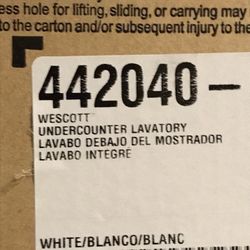 ess hole for lifting, sliding, or carrying may
to the carton and/or subsequent injury to the
442040-
WESCOTT
UNDERCOUNTER LAVATORY
LAVABO DEBAJO DEL MOSTRADOR
LAVABO INTEGRÉ
WHITE/BLANCO/BLANC